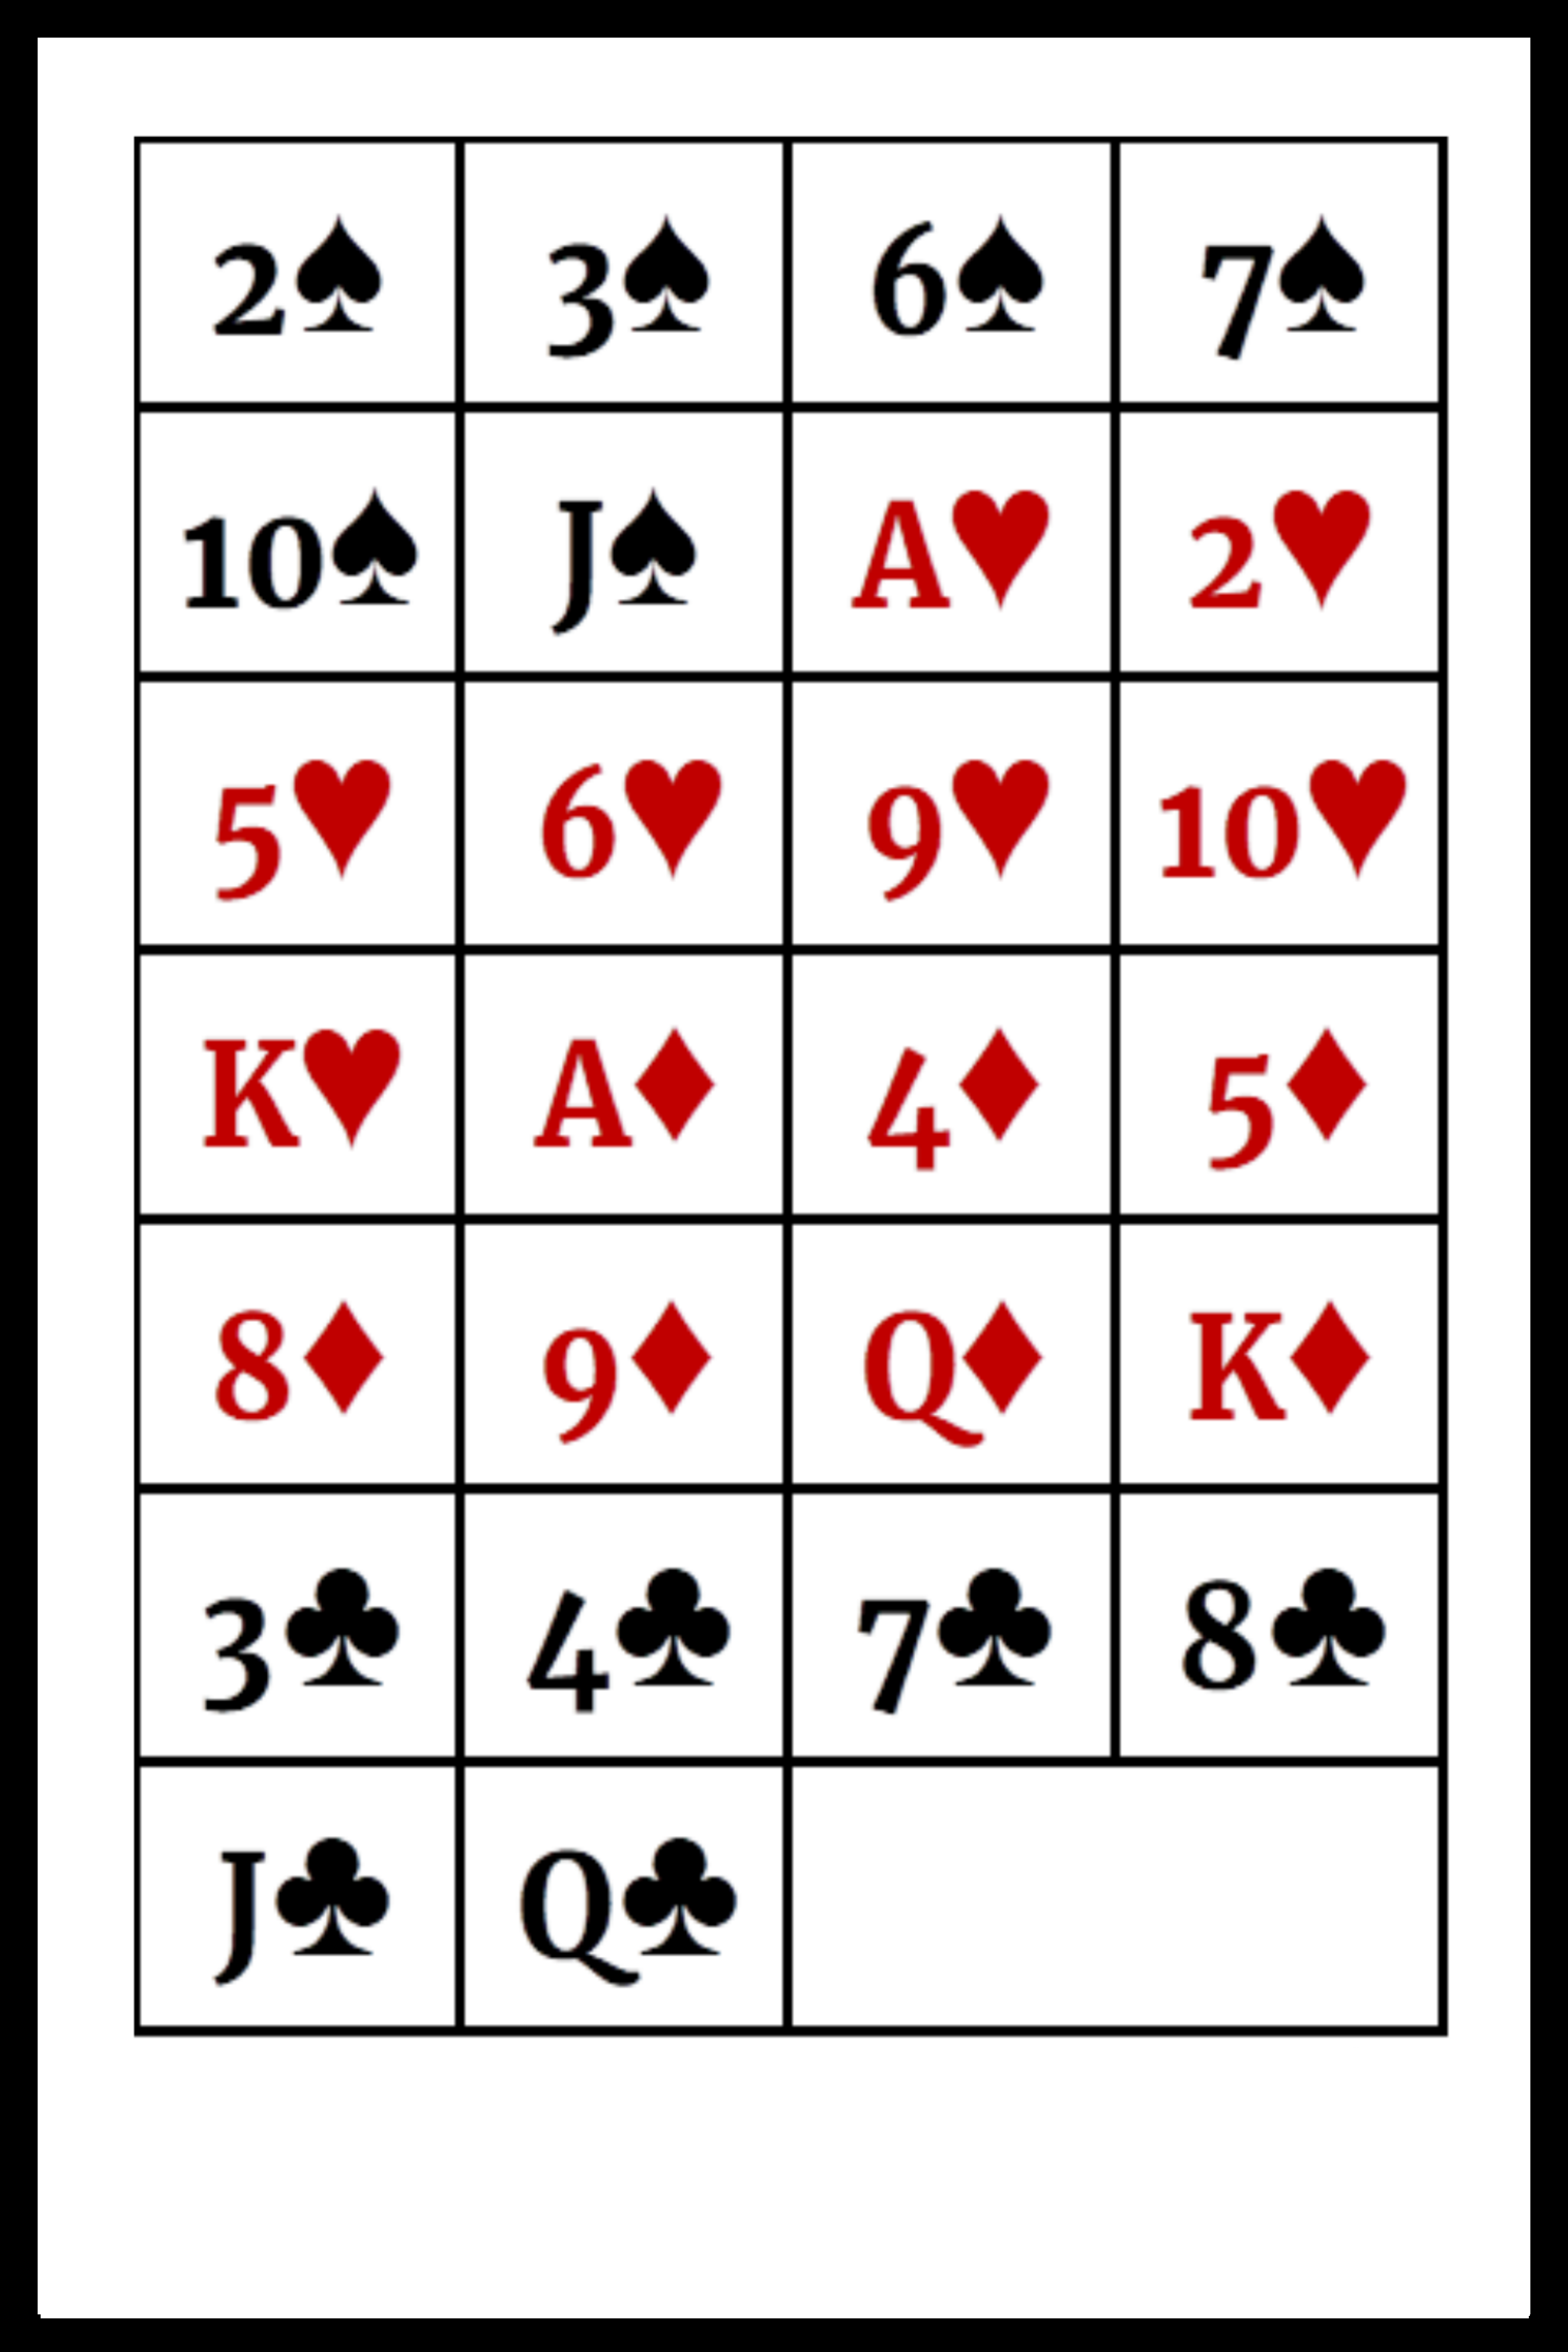 2♠ 3♠ 6♠ 7♠
10♠ J♠ A♥ 2♥
5♥ 6♥ 9♥ 10♥
K♥ A♦ 4♦ 5♦
8♦ 9♦ Q♦ K♦
3♣ 4♣ 7♣ 8♣
J♣ Q♣